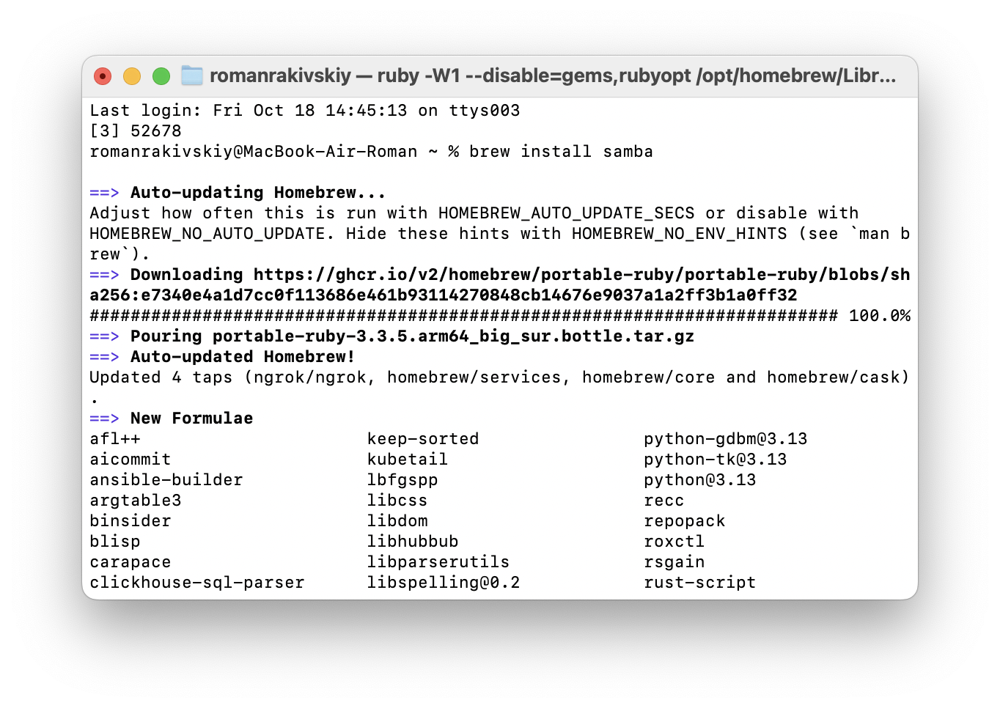 romanrakivskiy — ruby -W1 --disable=gems,rubyopt /opt/homebrew/Libr...
Last login: Fri Oct 18 14:45:13 on ttys003
[3] 52678
romanrakivskiy@MacBook-Air-Roman ~ % brew install samba
==> Auto-updating Homebrew...
Adjust how often this is run with HOMEBREW_AUTO_UPDATE_SECS or disable with
HOMEBREW_NO_AUTO_UPDATE. Hide these hints with HOMEBREW_NO_ENV_HINTS (see `man b
rew`).
==> Downloading https://ghcr.io/v2/homebrew/portable-ruby/portable-ruby/blobs/sh
a256:e7340e4a1d7cc0f113686e461b93114270848cb14676e9037a1a2ff3b1a0ff32
######################################################################### 100.0%
==> Pouring portable-ruby-3.3.5.arm64_big_sur.bottle.tar.gz
==> Auto-updated Homebrew!
Updated 4 taps (ngrok/ngrok, homebrew/services, homebrew/core and homebrew/cask)
.
==> New Formulae
afl++ keep-sorted python-gdbm@3.13
aicommit kubetail python-tk@3.13
ansible-builder lbfgspp python@3.13
argtable3 libcss recc
binsider libdom repopack
blisp libhubbub roxctl
carapace libparserutils rsgain
clickhouse-sql-parser libspelling@0.2 rust-script